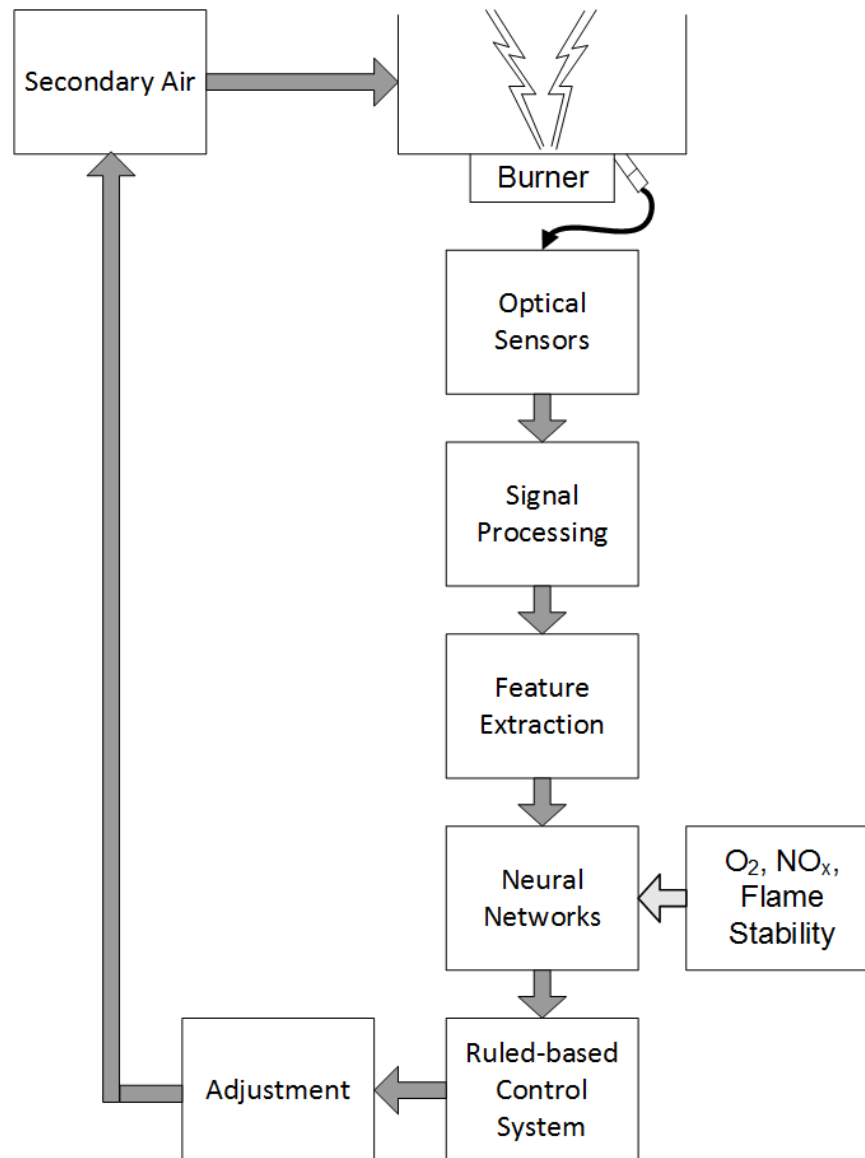 Secondary Air
Burner
Optical
Sensors
Signal
Processing
Feature
Extraction
Neural
Networks
O₂, NOₓ,
Flame
Stability
Ruled-based
Control
System
Adjustment